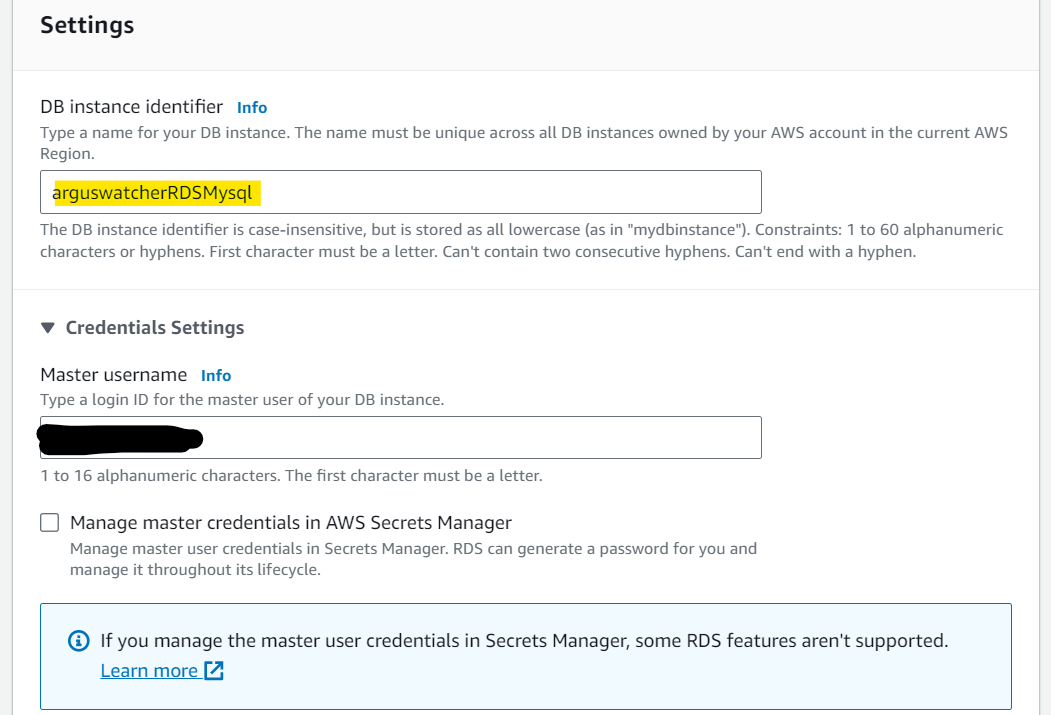 Settings
DB instance identifier Info
Type a name for your DB instance. The name must be unique across all DB instances owned by your AWS account in the current AWS
Region.
arguswatcherRDSMysql
The DB instance identifier is case-insensitive, but is stored as all lowercase (as in "mydbinstance"). Constraints: 1 to 60 alphanumeric
characters or hyphens. First character must be a letter. Can't contain two consecutive hyphens. Can't end with a hyphen.
Credentials Settings
Master username Info
Type a login ID for the master user of your DB instance.
1 to 16 alphanumeric characters. The first character must be a letter.
Manage master credentials in AWS Secrets Manager
Manage master user credentials in Secrets Manager. RDS can generate a password for you and
manage it throughout its lifecycle.
If you manage the master user credentials in Secrets Manager, some RDS features aren't supported.
Learn more